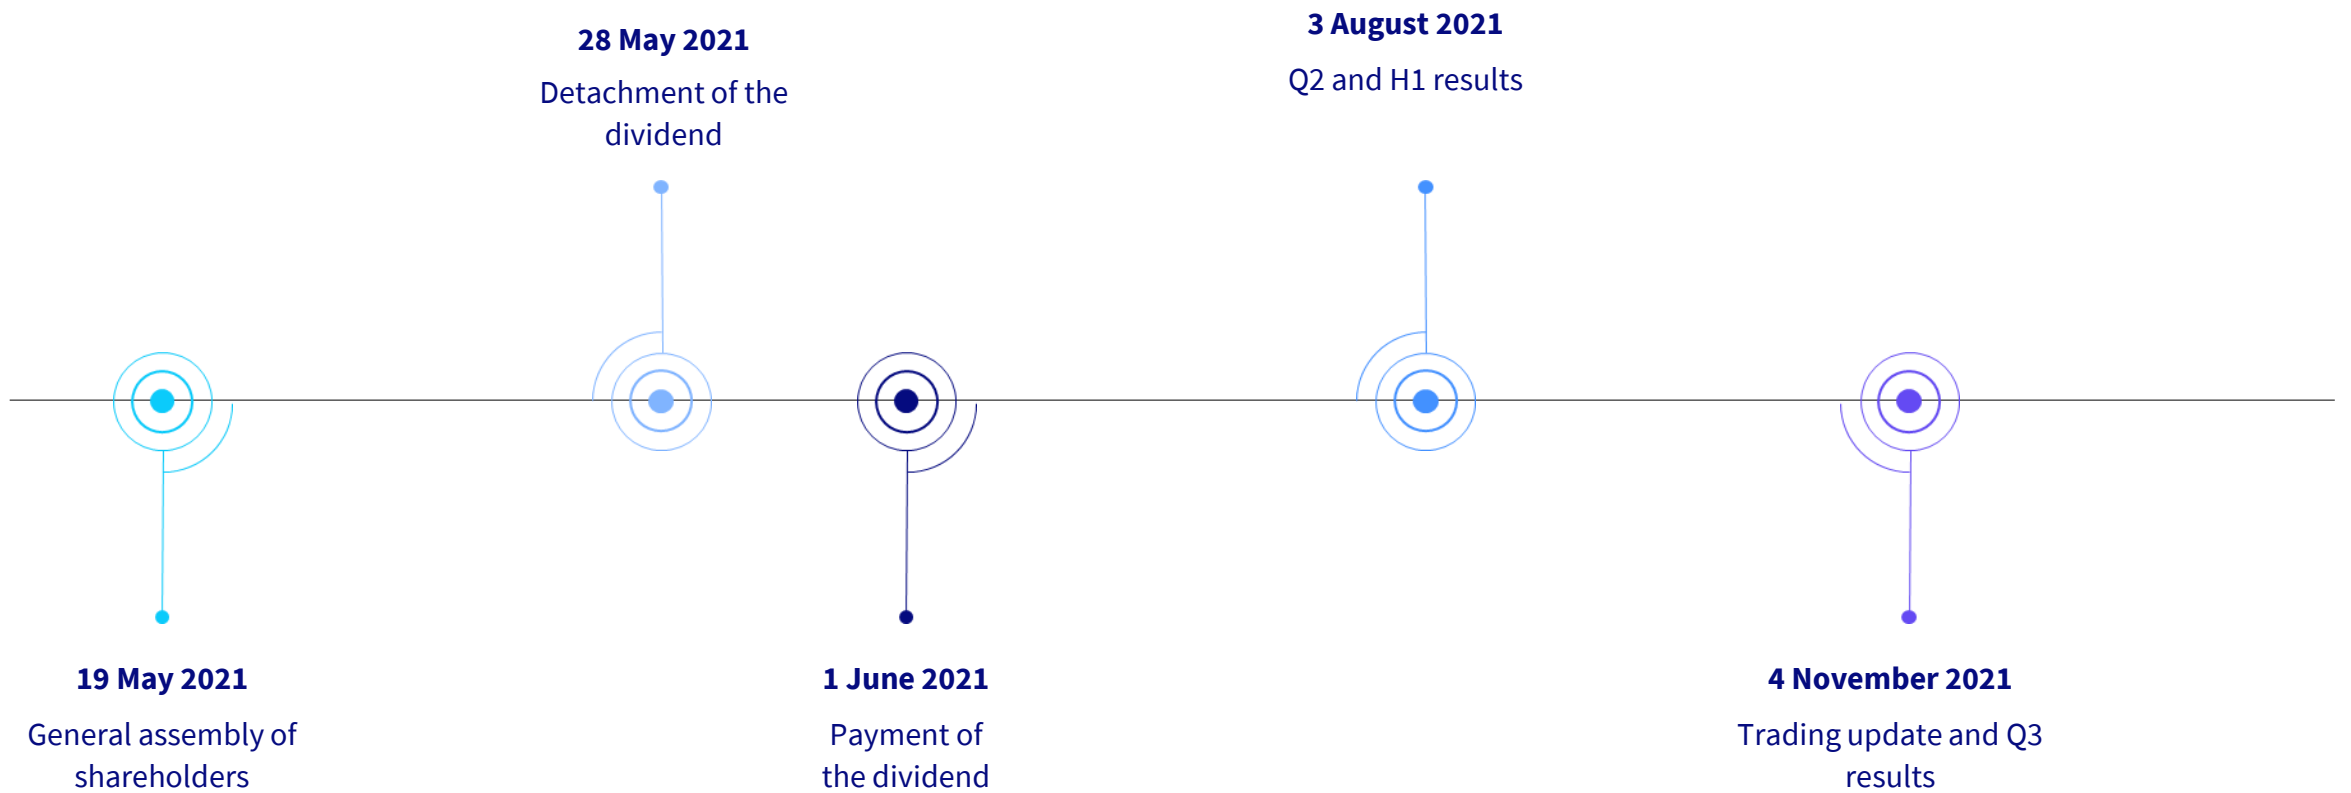 19 May 2021
General assembly of
shareholders
28 May 2021
Detachment of the
dividend
1 June 2021
Payment of
the dividend
3 August 2021
Q2 and H1 results
4 November 2021
Trading update and Q3
results